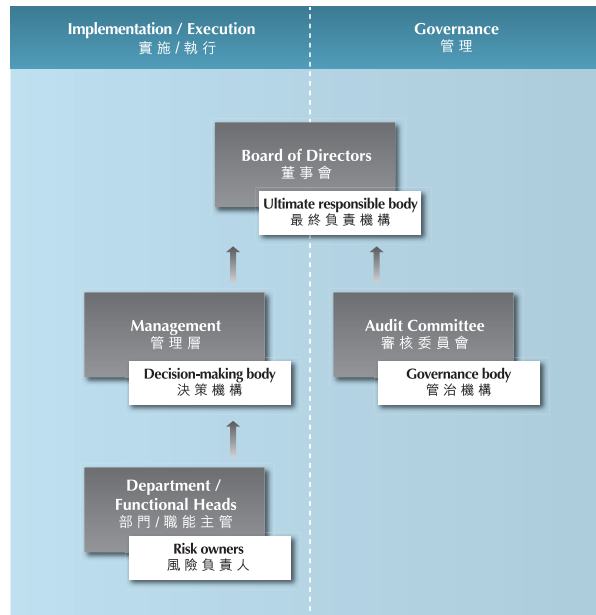 Implementation / Execution
實施/執行
Governance
管理
Board of Directors
董事會
Ultimate responsible body
最終負責機構
Management
管理層
Decision-making body
決策機構
Audit Committee
審核委員會
Governance body
管治機構
Department /
Functional Heads
部門/職能主管
Risk owners
風險負責人